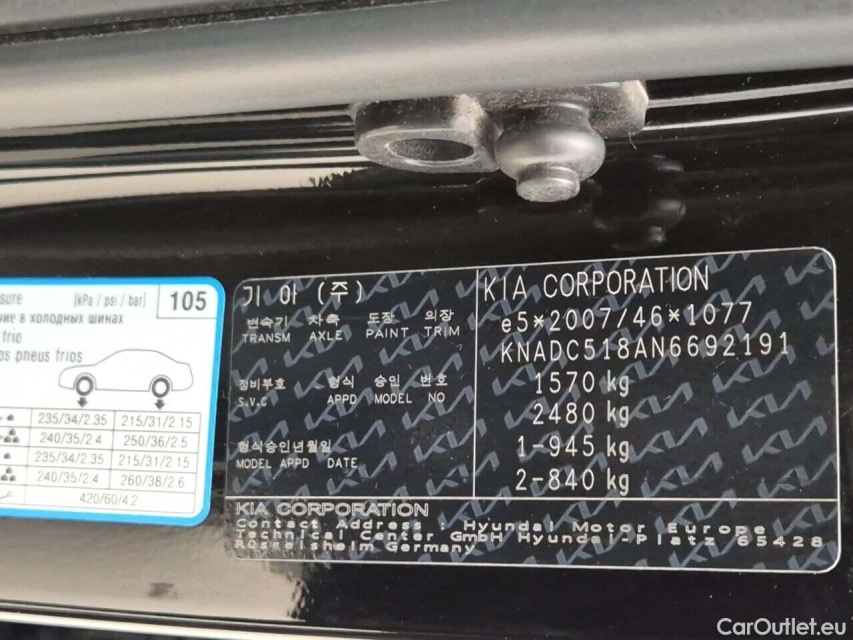 sure [kPa / psi / bar] 105
ние в холодных шинах
trio
os pneus frios
235/34/2.35 215/31/2.15
240/35/2.4 250/36/2.5
235/34/2.35 215/31/2.15
240/35/2.4 260/38/2.6
420/60/4.2
기 아 (주)
변속기 차축 도장 의장
TRANSM AXLE PAINT TRIM
정비부호 형식 승인 번호
S.V.C APPD MODEL NO
형식승인년월일
MODEL APPD DATE
KIA CORPORATION
e5*2007/46*1077
KNADC518AN6692191
1570 kg
2480 kg
1-945 kg
2-840 kg
KIA CORPORATION
Contact Address : Hyundai Motor Europe
Technical Center GmbH Hyundai-Platz 65428
Rüsselsheim Germany
CarOutlet.eu